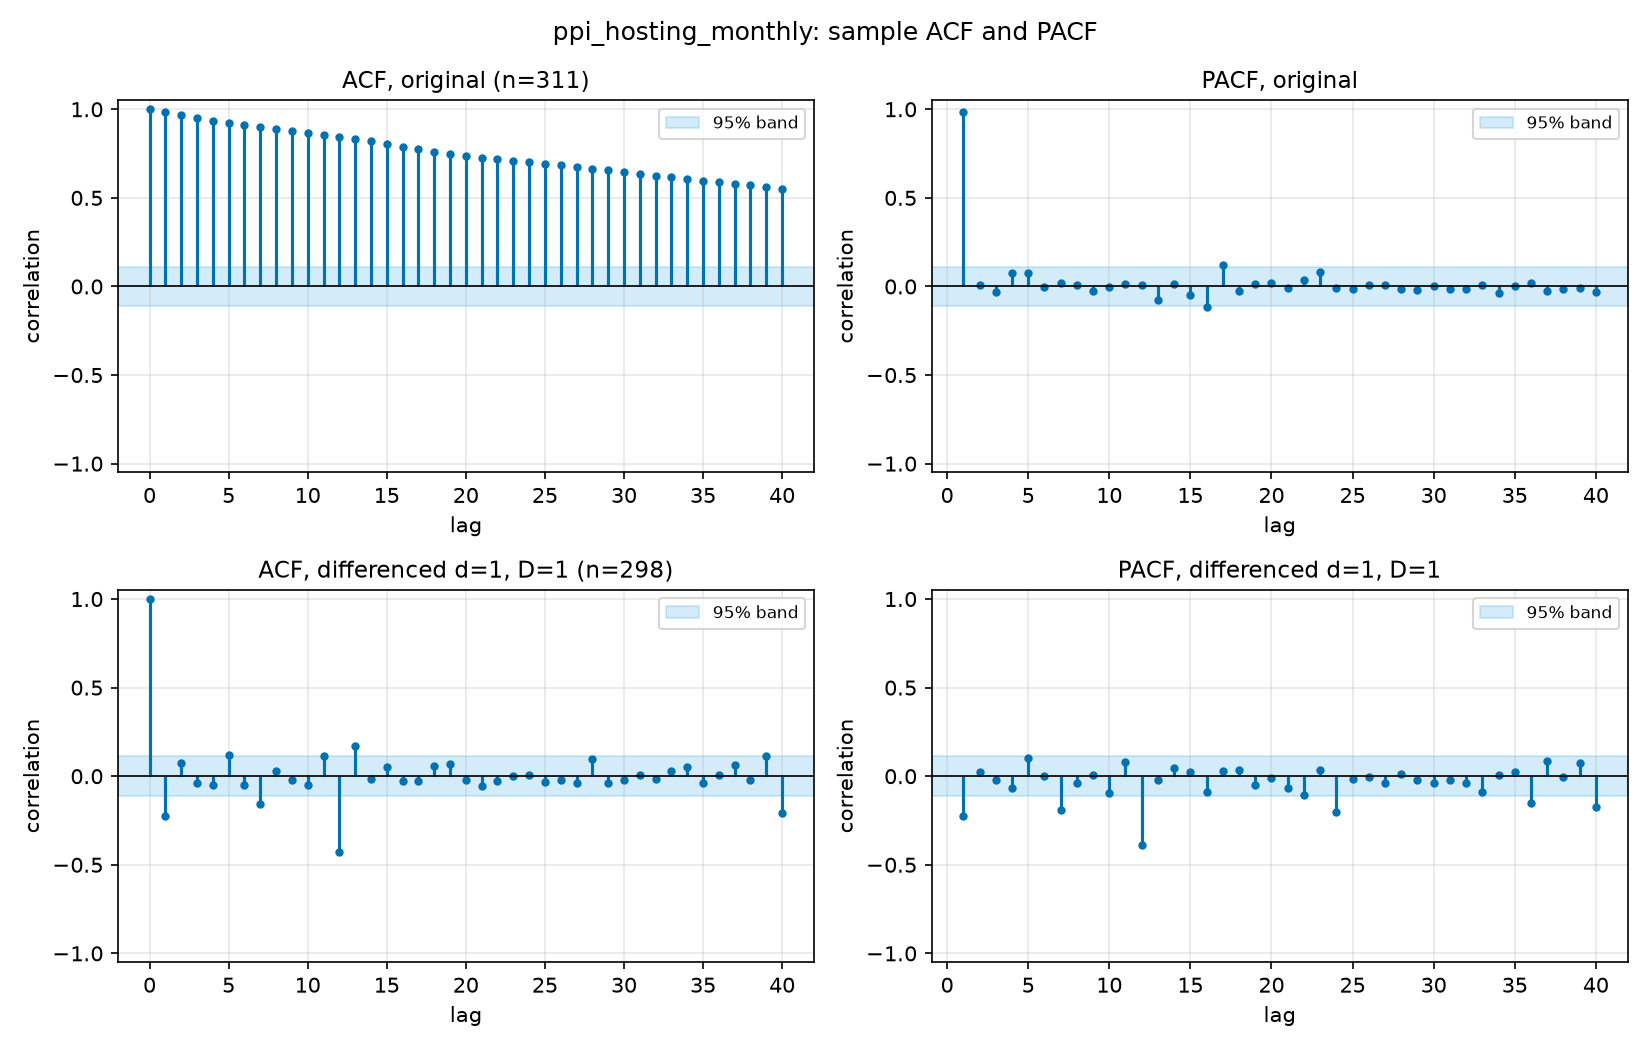 ppi_hosting_monthly: sample ACF and PACF
ACF, original (n=311)
1.0
0.5
0.0
−0.5
−1.0
correlation
95% band
0 5 10 15 20 25 30 35 40
lag
PACF, original
1.0
0.5
0.0
−0.5
−1.0
correlation
95% band
0 5 10 15 20 25 30 35 40
lag
ACF, differenced d=1, D=1 (n=298)
1.0
0.5
0.0
−0.5
−1.0
correlation
95% band
0 5 10 15 20 25 30 35 40
lag
PACF, differenced d=1, D=1
1.0
0.5
0.0
−0.5
−1.0
correlation
95% band
0 5 10 15 20 25 30 35 40
lag